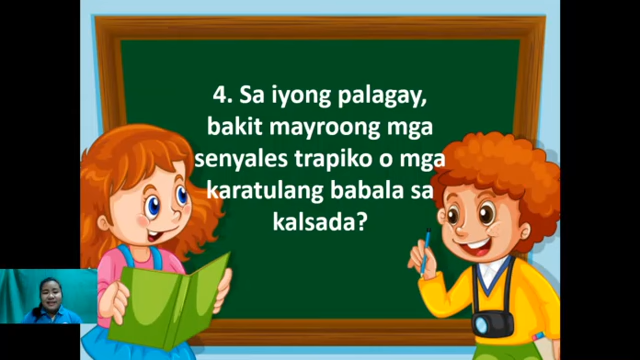 4. Sa iyong palagay,
bakit mayroong mga
senyales trapiko o mga
karatulang babala sa
kalsada?